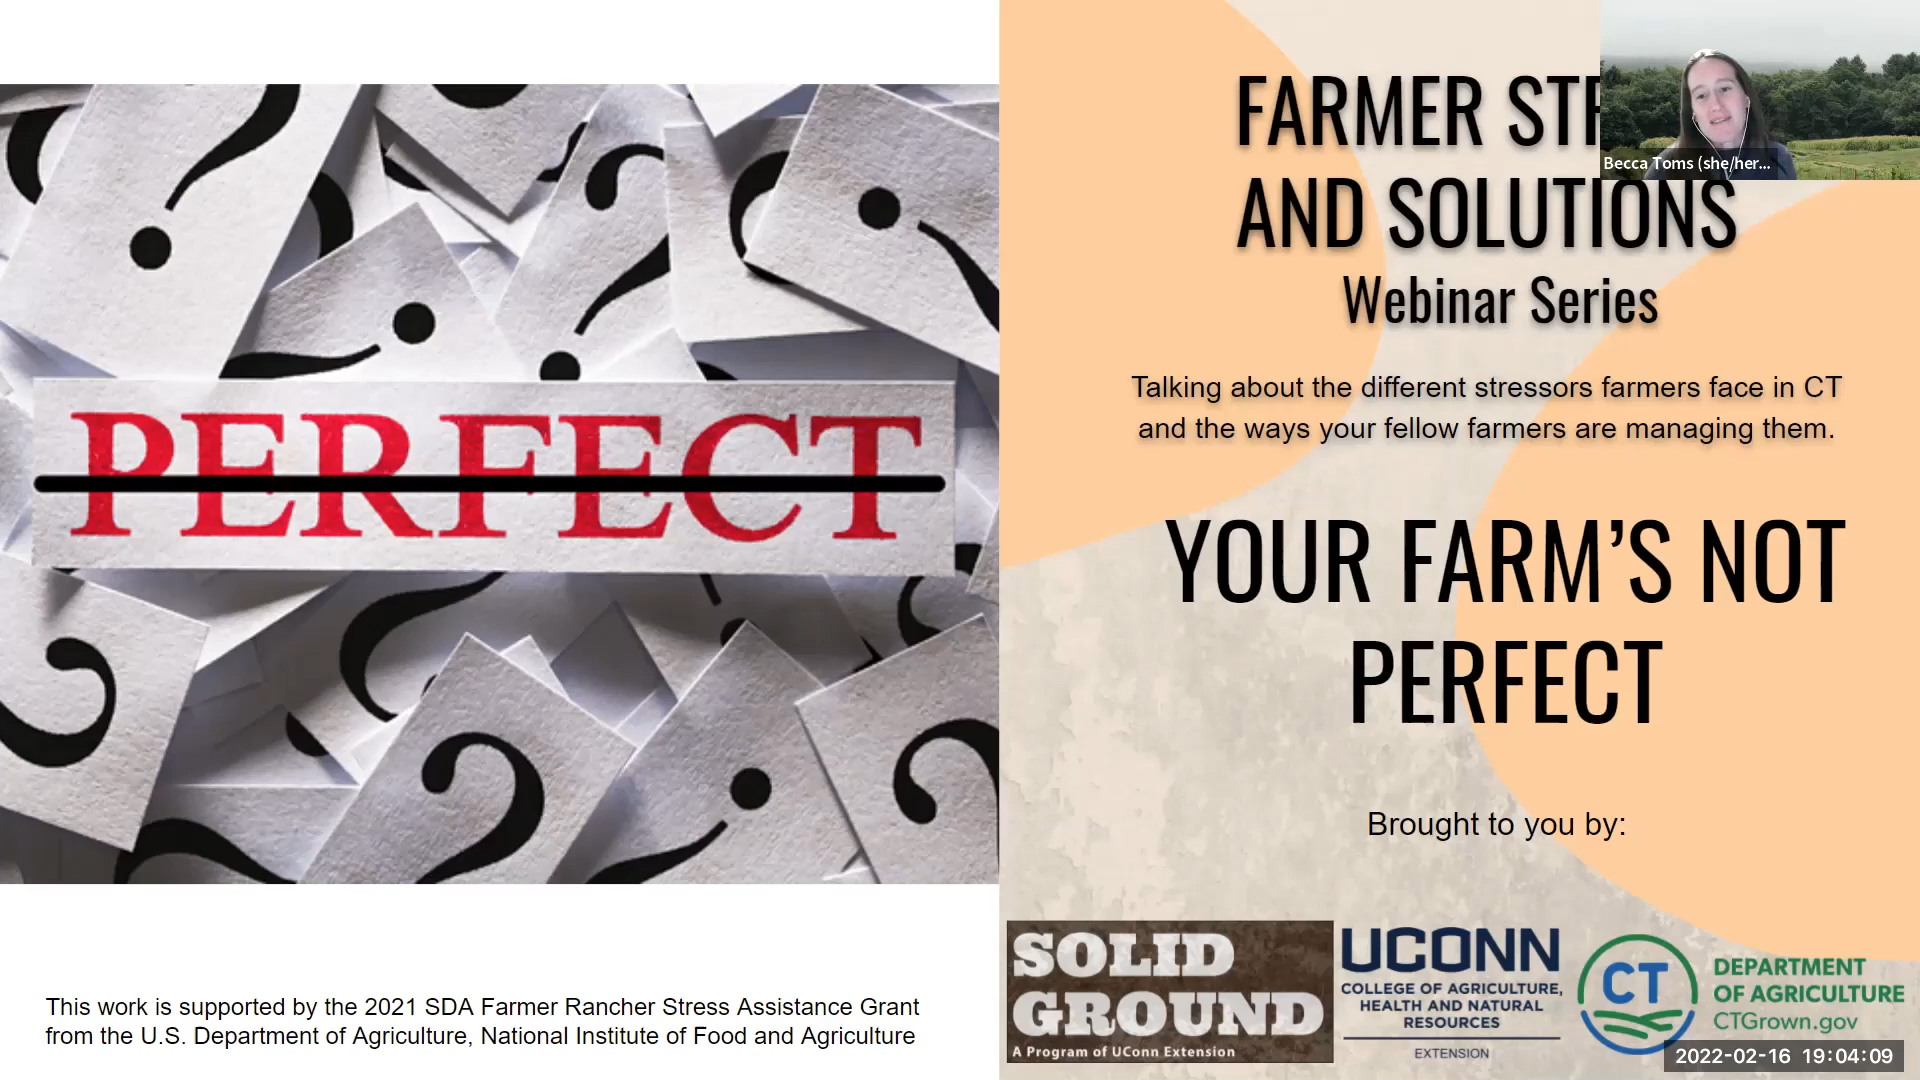 PERFECT
This work is supported by the 2021 SDA Farmer Rancher Stress Assistance Grant
from the U.S. Department of Agriculture, National Institute of Food and Agriculture
FARMER STR
AND SOLUTIONS
Webinar Series
Talking about the different stressors farmers face in CT
and the ways your fellow farmers are managing them.
YOUR FARM’S NOT
PERFECT
Brought to you by:
SOLID
GROUND
A Program of UConn Extension
UCONN
COLLEGE OF AGRICULTURE,
HEALTH AND NATURAL
RESOURCES
EXTENSION
CT
DEPARTMENT
OF AGRICULTURE
CTGrown.gov
Becca Toms (she/her...
2022-02-16 19:04:09